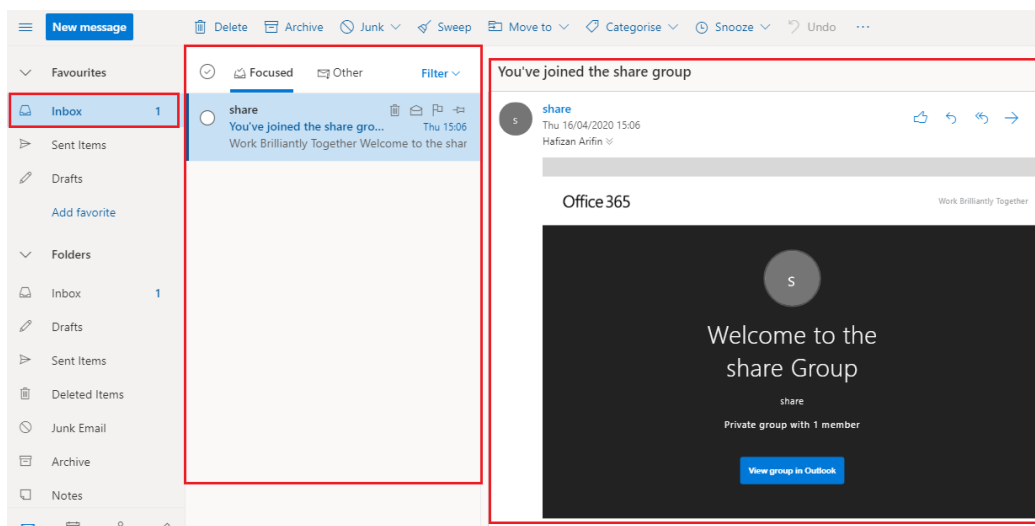 New message
Delete Archive Junk Sweep Move to Categorise Snooze Undo ...
Favourites
Inbox 1
Sent Items
Drafts
Add favorite
Folders
Inbox 1
Drafts
Sent Items
Deleted Items
Junk Email
Archive
Notes
Focused Other Filter
share
You've joined the share gro... Thu 15:06
Work Brilliantly Together Welcome to the shar
You've joined the share group
S
share
Thu 16/04/2020 15:06
Hafizan Arifin
Office 365 Work Brilliantly Together
S
Welcome to the
share Group
share
Private group with 1 member
View group in Outlook